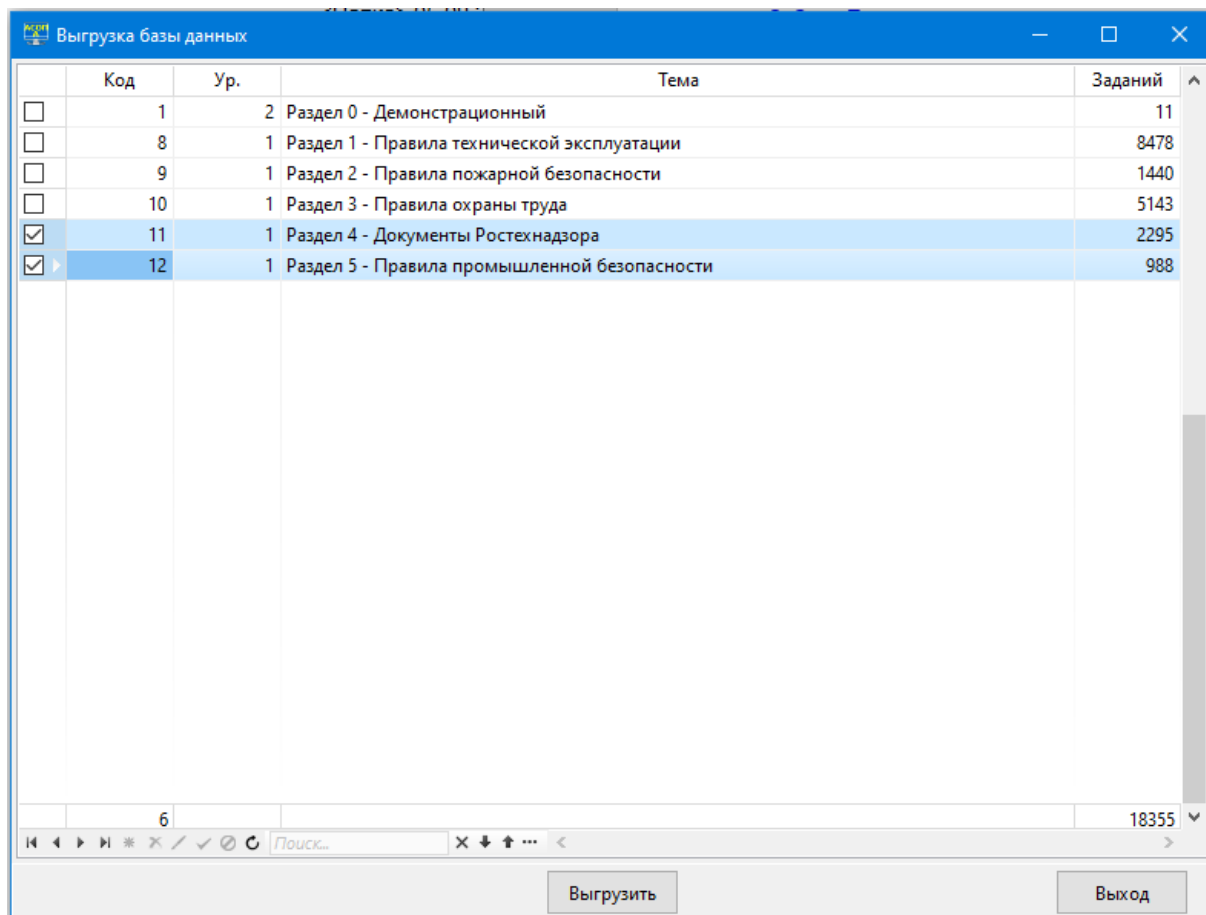 Выгрузка базы данных
Код Ур. Тема Заданий
1 2 Раздел 0 - Демонстрационный 11
8 1 Раздел 1 - Правила технической эксплуатации 8478
9 1 Раздел 2 - Правила пожарной безопасности 1440
10 1 Раздел 3 - Правила охраны труда 5143
11 1 Раздел 4 - Документы Ростехнадзора 2295
12 1 Раздел 5 - Правила промышленной безопасности 988
6 18355
Поиск...
Выгрузить Выход